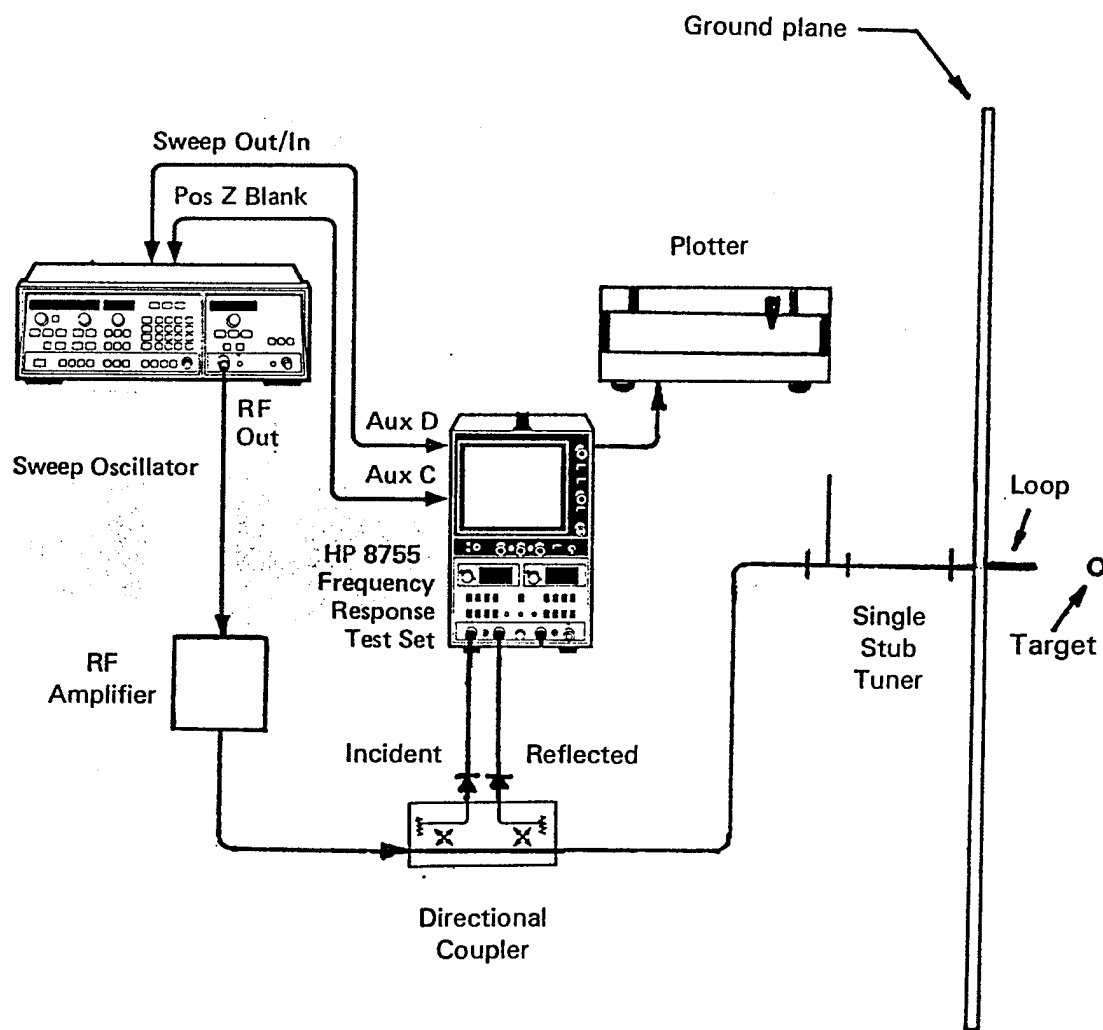 Ground plane
Sweep Out/In
Pos Z Blank
Plotter
RF
Out
Aux D
Sweep Oscillator
Aux C
Loop
HP 8755
Frequency
Response
Test Set
Single
Stub
Tuner
Target
RF
Amplifier
Incident
Reflected
Directional
Coupler